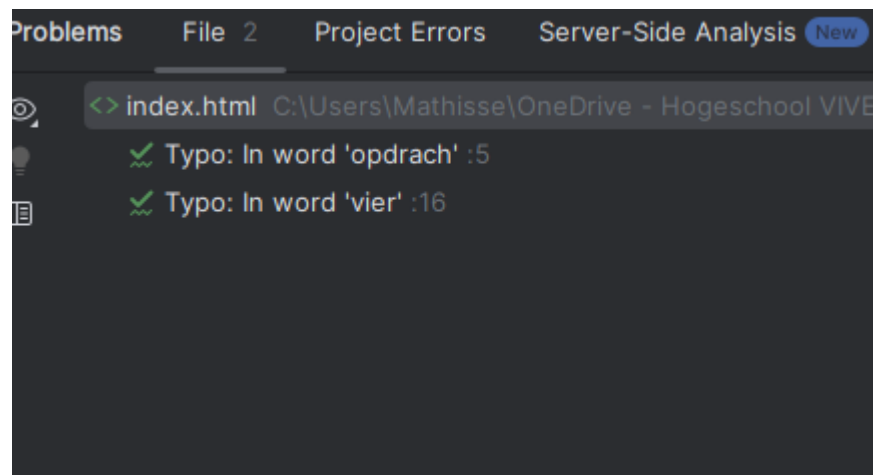 Problems File 2 Project Errors Server-Side Analysis New
<> index.html C:\Users\Mathisse\OneDrive - Hogeschool VIVE
Typo: In word 'opdrach' :5
Typo: In word 'vier' :16